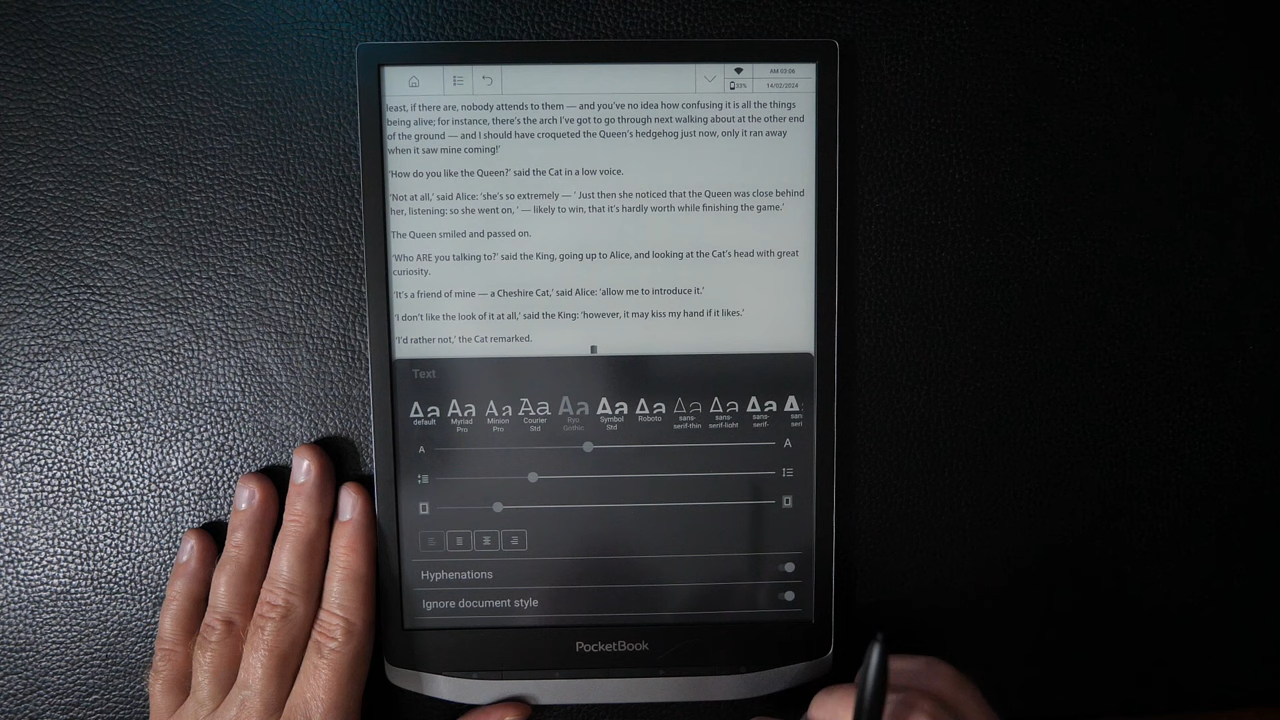 AM 03:06
33%
14/02/2024
least, if there are, nobody attends to them — and you've no idea how confusing it is all the things
being alive; for instance, there's the arch I've got to go through next walking about at the other end
of the ground — and I should have croqueted the Queen's hedgehog just now, only it ran away
when it saw mine coming!'
'How do you like the Queen?' said the Cat in a low voice.
'Not at all,' said Alice: 'she's so extremely — ' Just then she noticed that the Queen was close behind
her, listening: so she went on, ' — likely to win, that it's hardly worth while finishing the game.'
The Queen smiled and passed on.
'Who ARE you talking to?' said the King, going up to Alice, and looking at the Cat's head with great
curiosity.
'It's a friend of mine — a Cheshire Cat,' said Alice: 'allow me to introduce it.'
'I don't like the look of it at all,' said the King: 'however, it may kiss my hand if it likes.'
'I'd rather not,' the Cat remarked.
Text
Aa Aa Aa Aa Aa Aa Aa Aa Aa Aa A
default Myriad Pro Minion Pro Courier Std Ryo Gothic Symbol Std Roboto sans-serif-thin sans-serif-light sans-serif- san seri
A A
Hyphenations
Ignore document style
PocketBook